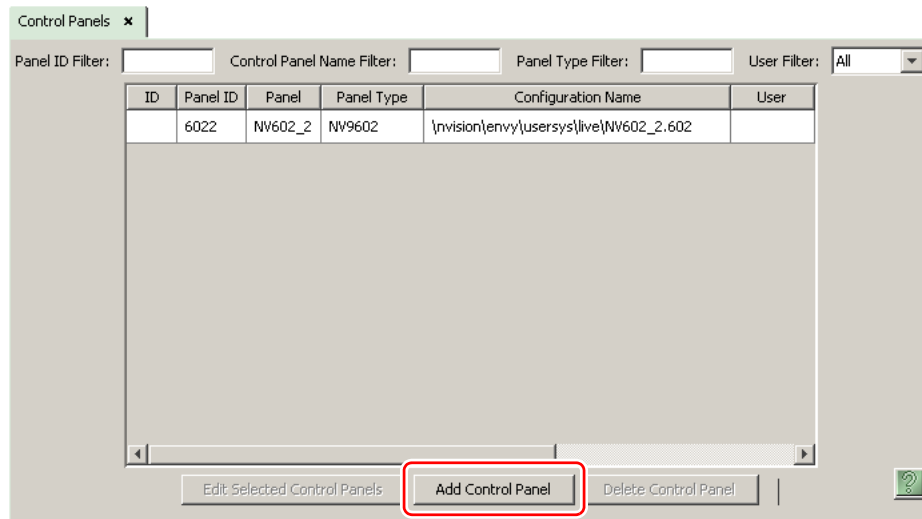 Control Panels ×
Panel ID Filter: Control Panel Name Filter: Panel Type Filter: User Filter: All
ID Panel ID Panel Panel Type Configuration Name User
6022 NV602_2 NV9602 \nvision\envy\usersys\live\NV602_2.602
Edit Selected Control Panels Add Control Panel Delete Control Panel ?